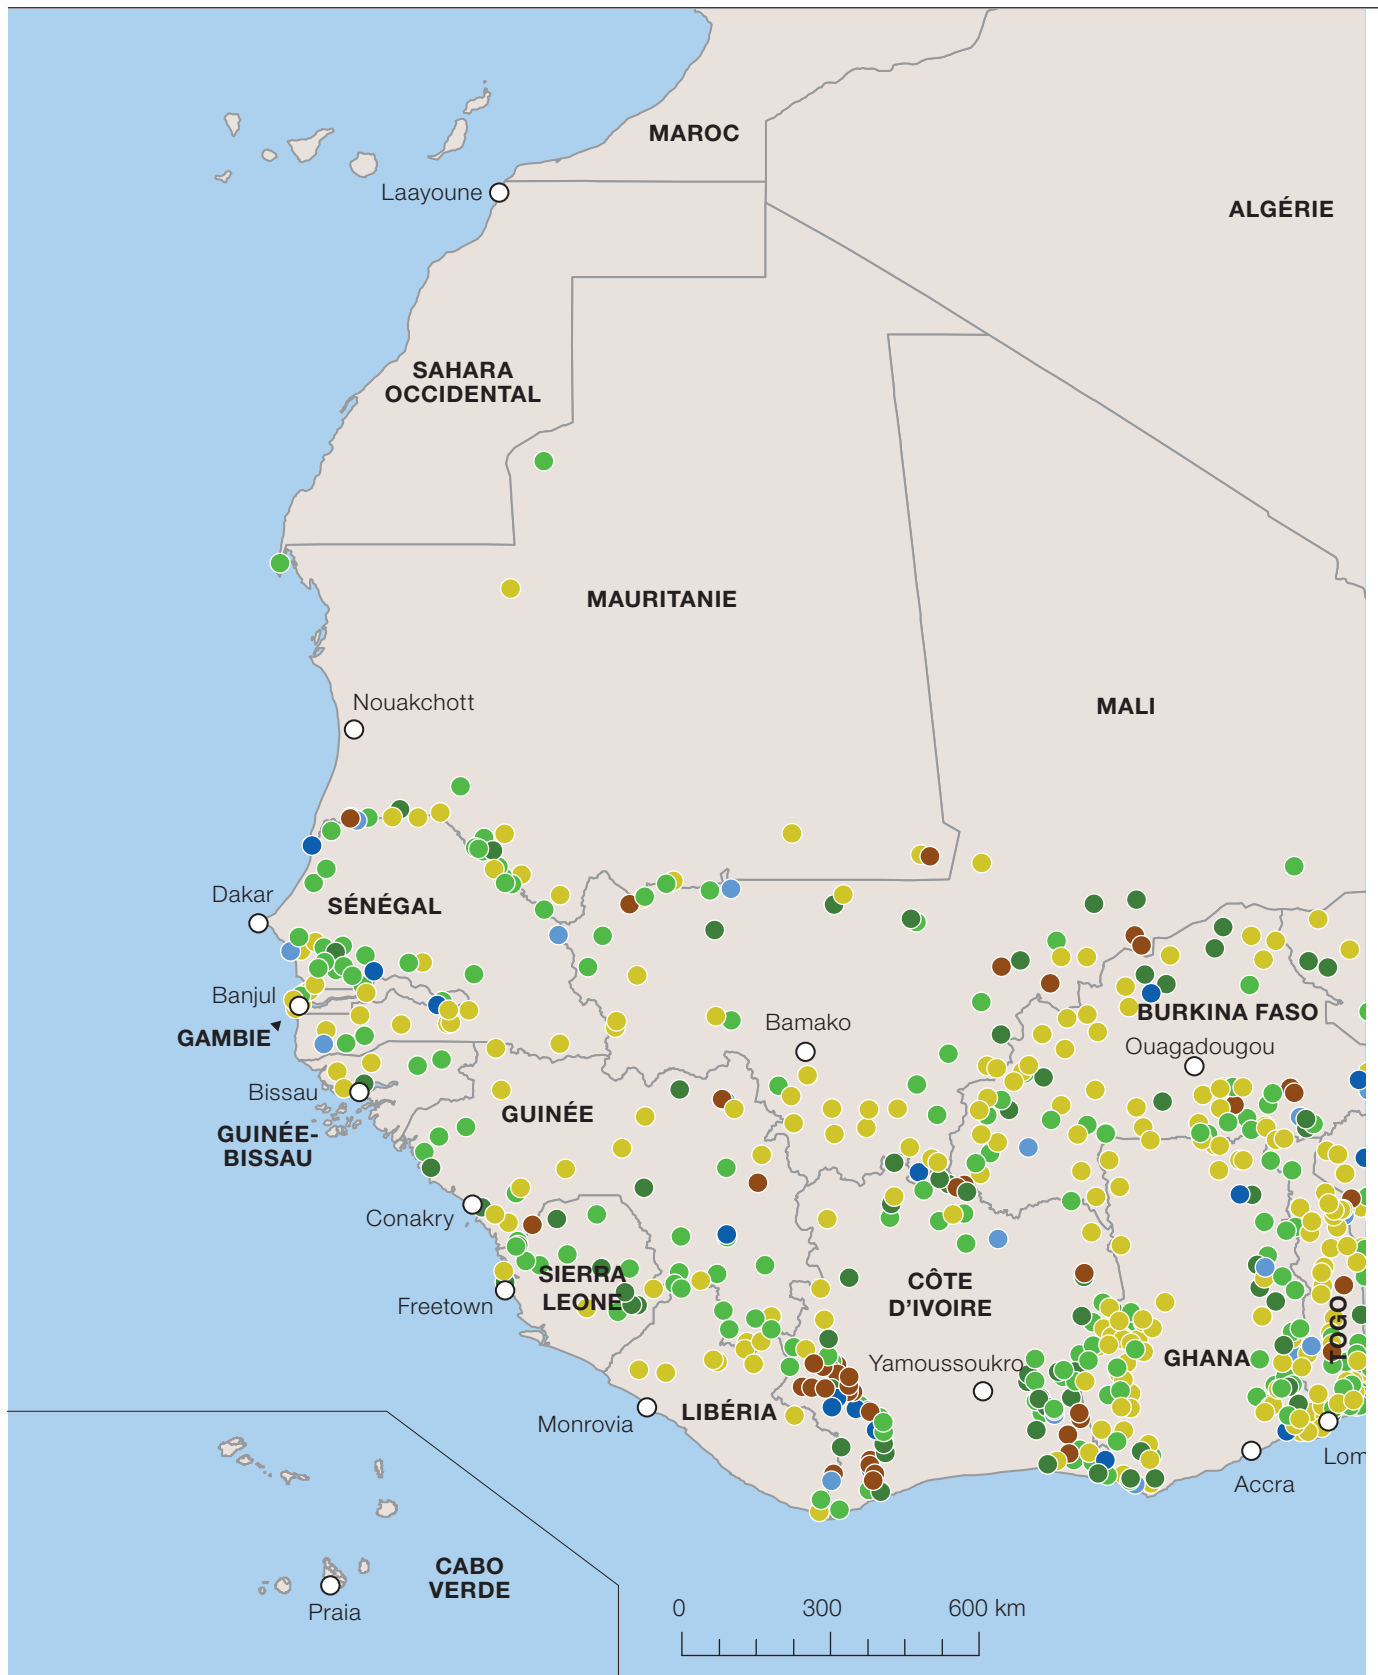 MAROC
Laayoune
ALGÉRIE
SAHARA
OCCIDENTAL
MAURITANIE
Nouakchott
MALI
Dakar
SÉNÉGAL
Banjul
GAMBIE
Bamako
BURKINA FASO
Ouagadougou
Bissau
GUINÉE
GUINÉE-
BISSAU
Conakry
SIERRA
LEONE
Freetown
CÔTE
D'IVOIRE
Yamoussoukro
GHANA
TOGO
Monrovia
LIBÉRIA
Lom
Accra
CABO
VERDE
Praia
0 300 600 km